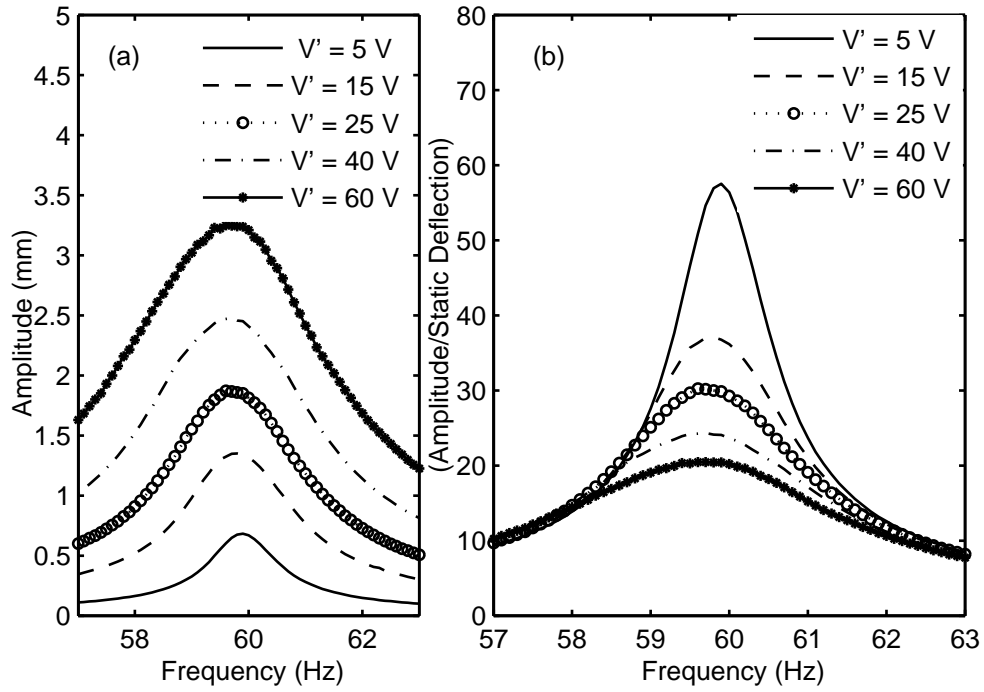 (a)
V’ = 5 V
V’ = 15 V
V’ = 25 V
V’ = 40 V
V’ = 60 V
5
4.5
4
3.5
3
2.5
2
1.5
1
0.5
0
Amplitude (mm)
58
60
62
Frequency (Hz)
(b)
V’ = 5 V
V’ = 15 V
V’ = 25 V
V’ = 40 V
V’ = 60 V
80
70
60
50
40
30
20
10
0
(Amplitude/Static Deflection)
57
58
59
60
61
62
63
Frequency (Hz)